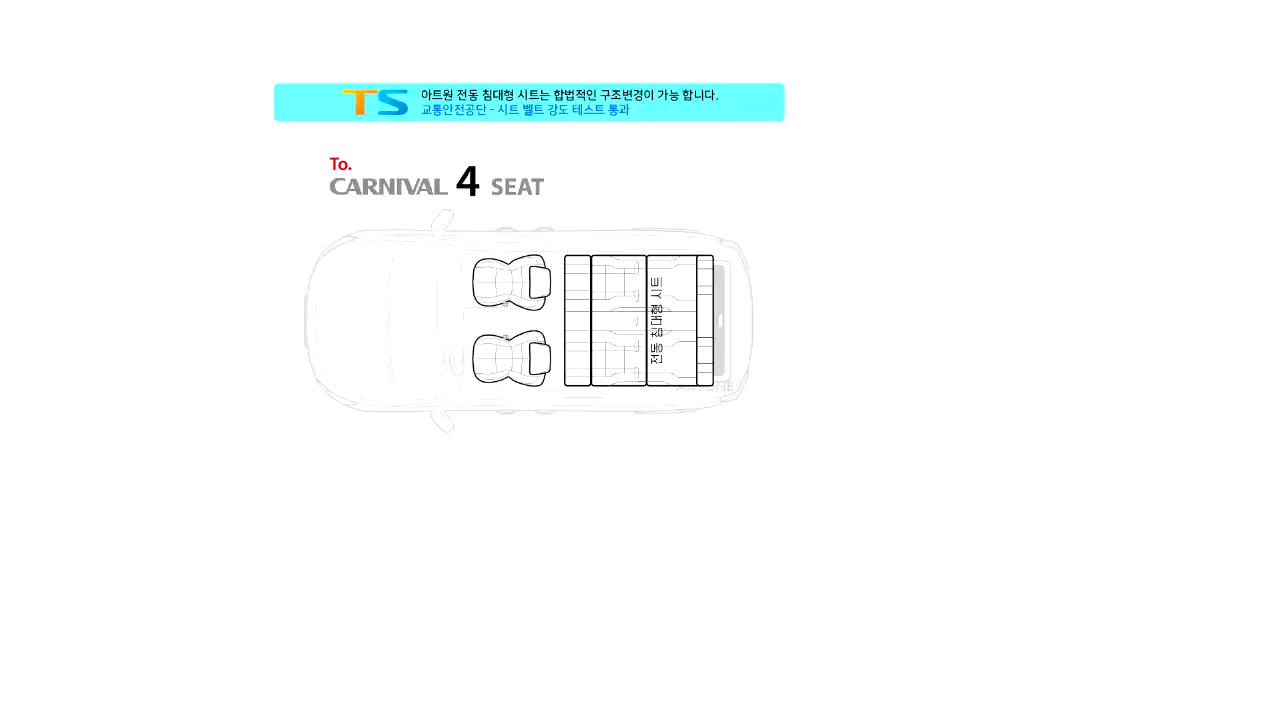 TS
아트원 전동 침대형 시트는 합법적인 구조변경이 가능 합니다.
교통안전공단 - 시트 벨트 강도 테스트 통과
To.
CARNIVAL 4 SEAT
전동 침대형 시트